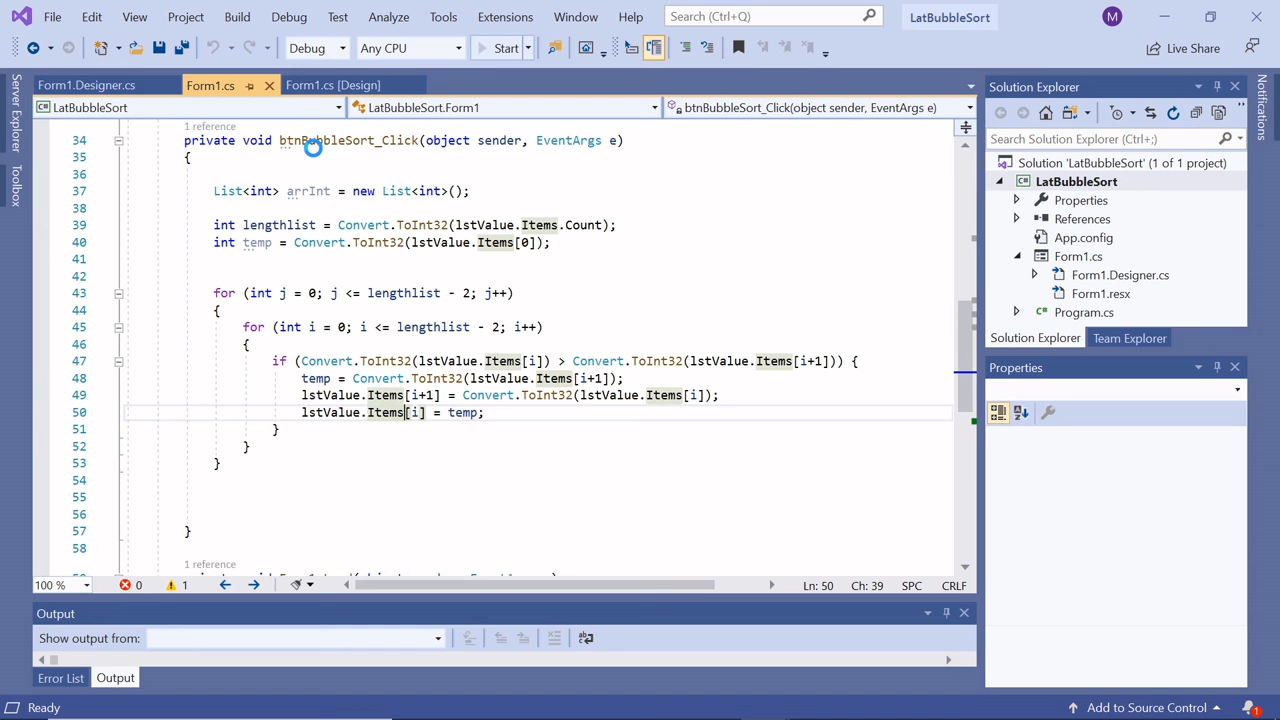 File Edit View Project Build Debug Test Analyze Tools Extensions Window Help Search (Ctrl+Q) LatBubbleSort M
Debug Any CPU Start Live Share
Server Explorer
Toolbox
Form1.Designer.cs Form1.cs Form1.cs [Design]
LatBubbleSort LatBubbleSort.Form1 btnBubbleSort_Click(object sender, EventArgs e)
1 reference
34 private void btnBubbleSort_Click(object sender, EventArgs e)
35 {
36
37 List<int> arrInt = new List<int>();
38
39 int lengthlist = Convert.ToInt32(lstValue.Items.Count);
40 int temp = Convert.ToInt32(lstValue.Items[0]);
41
42
43 for (int j = 0; j <= lengthlist - 2; j++)
44 {
45 for (int i = 0; i <= lengthlist - 2; i++)
46 {
47 if (Convert.ToInt32(lstValue.Items[i]) > Convert.ToInt32(lstValue.Items[i+1])) {
48 temp = Convert.ToInt32(lstValue.Items[i+1]);
49 lstValue.Items[i+1] = Convert.ToInt32(lstValue.Items[i]);
50 lstValue.Items[i] = temp;
51 }
52 }
53 }
54
55
56
57 }
58
1 reference
100 % 0 1 Ln: 50 Ch: 39 SPC CRLF
Output
Show output from:
Error List Output
Ready Add to Source Control 1
Solution Explorer
Search Solution Explorer (Ctrl+;)
Solution 'LatBubbleSort' (1 of 1 project)
C# LatBubbleSort
Properties
References
App.config
Form1.cs
Form1.Designer.cs
Form1.resx
C# Program.cs
Solution Explorer Team Explorer
Properties
Notifications